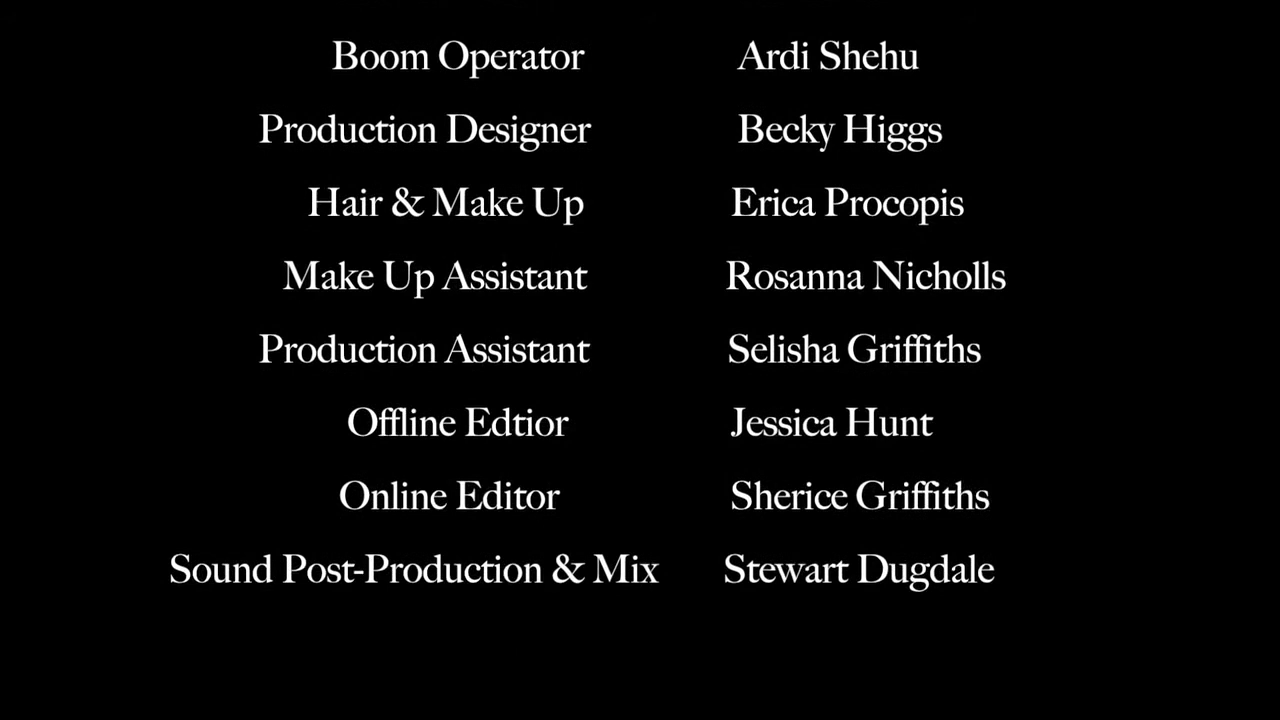 Boom Operator Ardi Shehu
Production Designer Becky Higgs
Hair & Make Up Erica Procopis
Make Up Assistant Rosanna Nicholls
Production Assistant Selisha Griffiths
Offline Edtior Jessica Hunt
Online Editor Sherice Griffiths
Sound Post-Production & Mix Stewart Dugdale